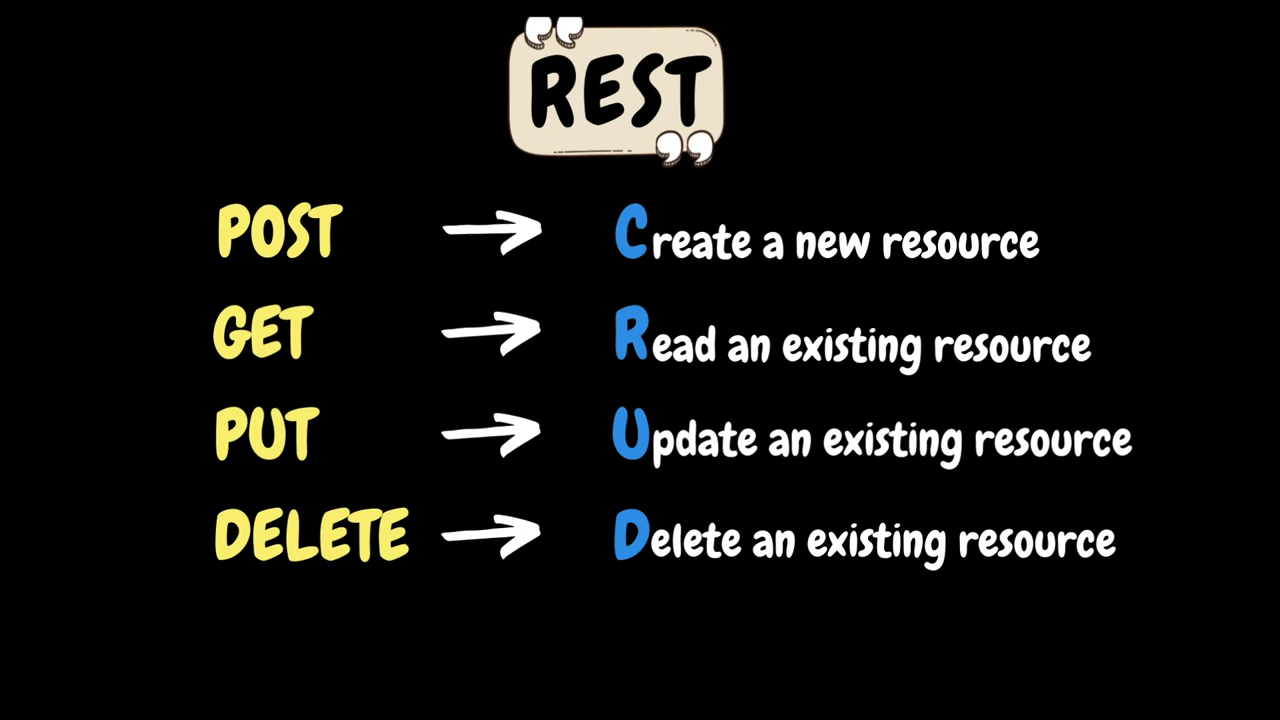 REST
POST → Create a new resource
GET → Read an existing resource
PUT → Update an existing resource
DELETE → Delete an existing resource